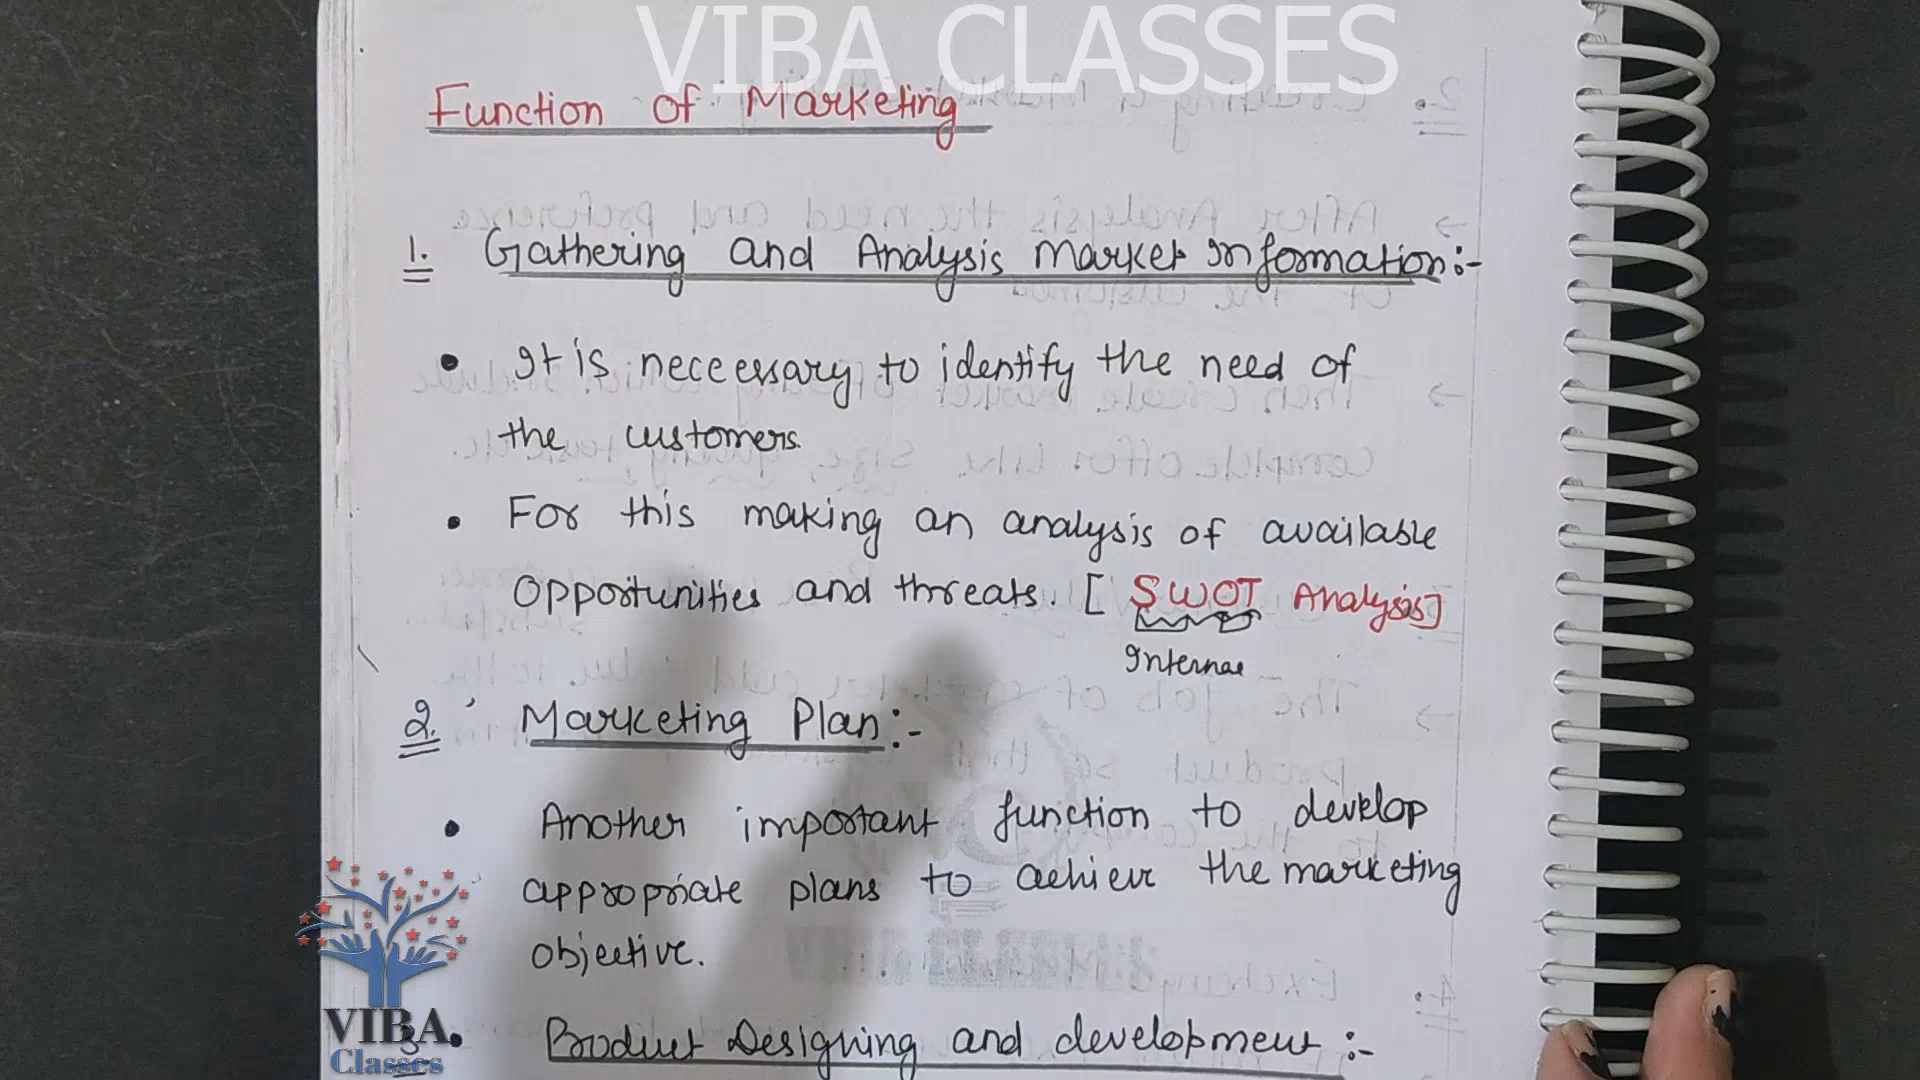 VIBA CLASSES
Function of Marketing
1. Gathering and Analysis Market Information:-
• It is neccessary to identify the need of
the customers.
• For this making an analysis of available
opportunities and threats. [ SWOT Analysis]
Internal
2. Marketing Plan:-
• Another important function to develop
appropriate plans to achieve the marketing
objective.
3. Product Designing and development :-
VIBA
Classes